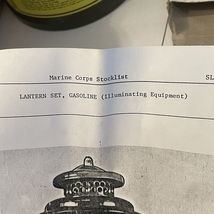 Marine Corps Stocklist SL
LANTERN SET, GASOLINE (Illuminating Equipment)